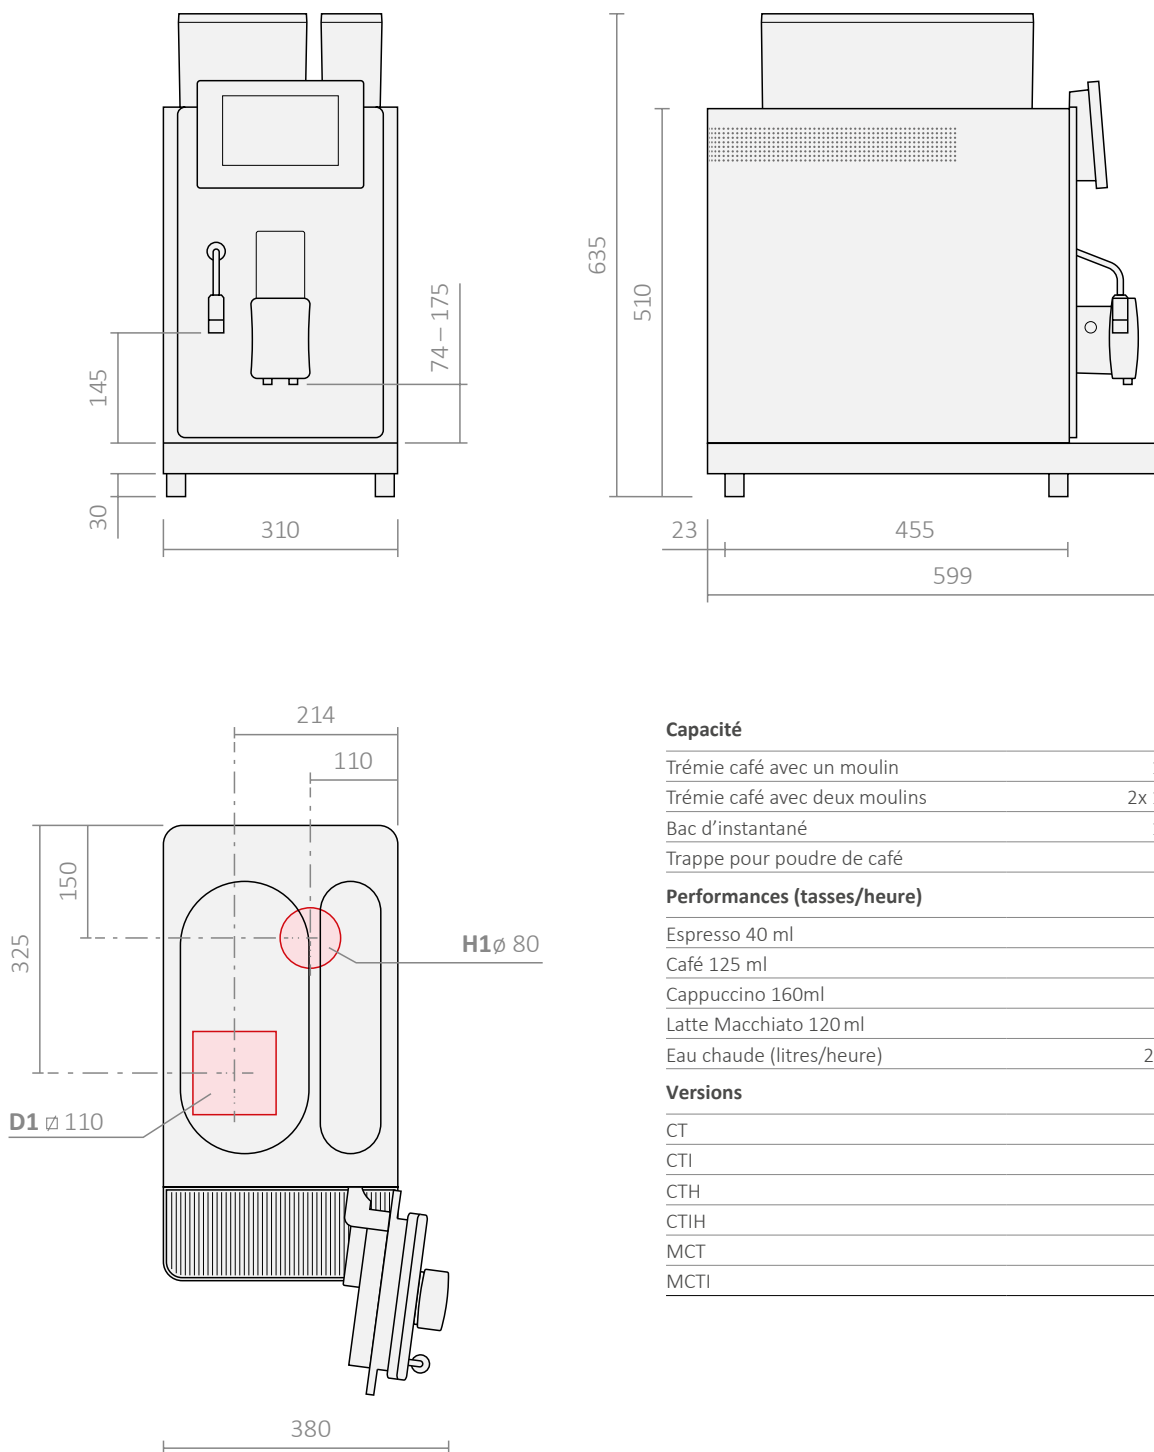 635
510
74 – 175
145
30
310
23
455
599
214
110
150
325
H1 ø 80
D1 ⌀ 110
380
Capacité
Trémie café avec un moulin
Trémie café avec deux moulins 2x
Bac d’instantané
Trappe pour poudre de café
Performances (tasses/heure)
Espresso 40 ml
Café 125 ml
Cappuccino 160ml
Latte Macchiato 120 ml
Eau chaude (litres/heure) 2
Versions
CT
CTI
CTH
CTIH
MCT
MCTI